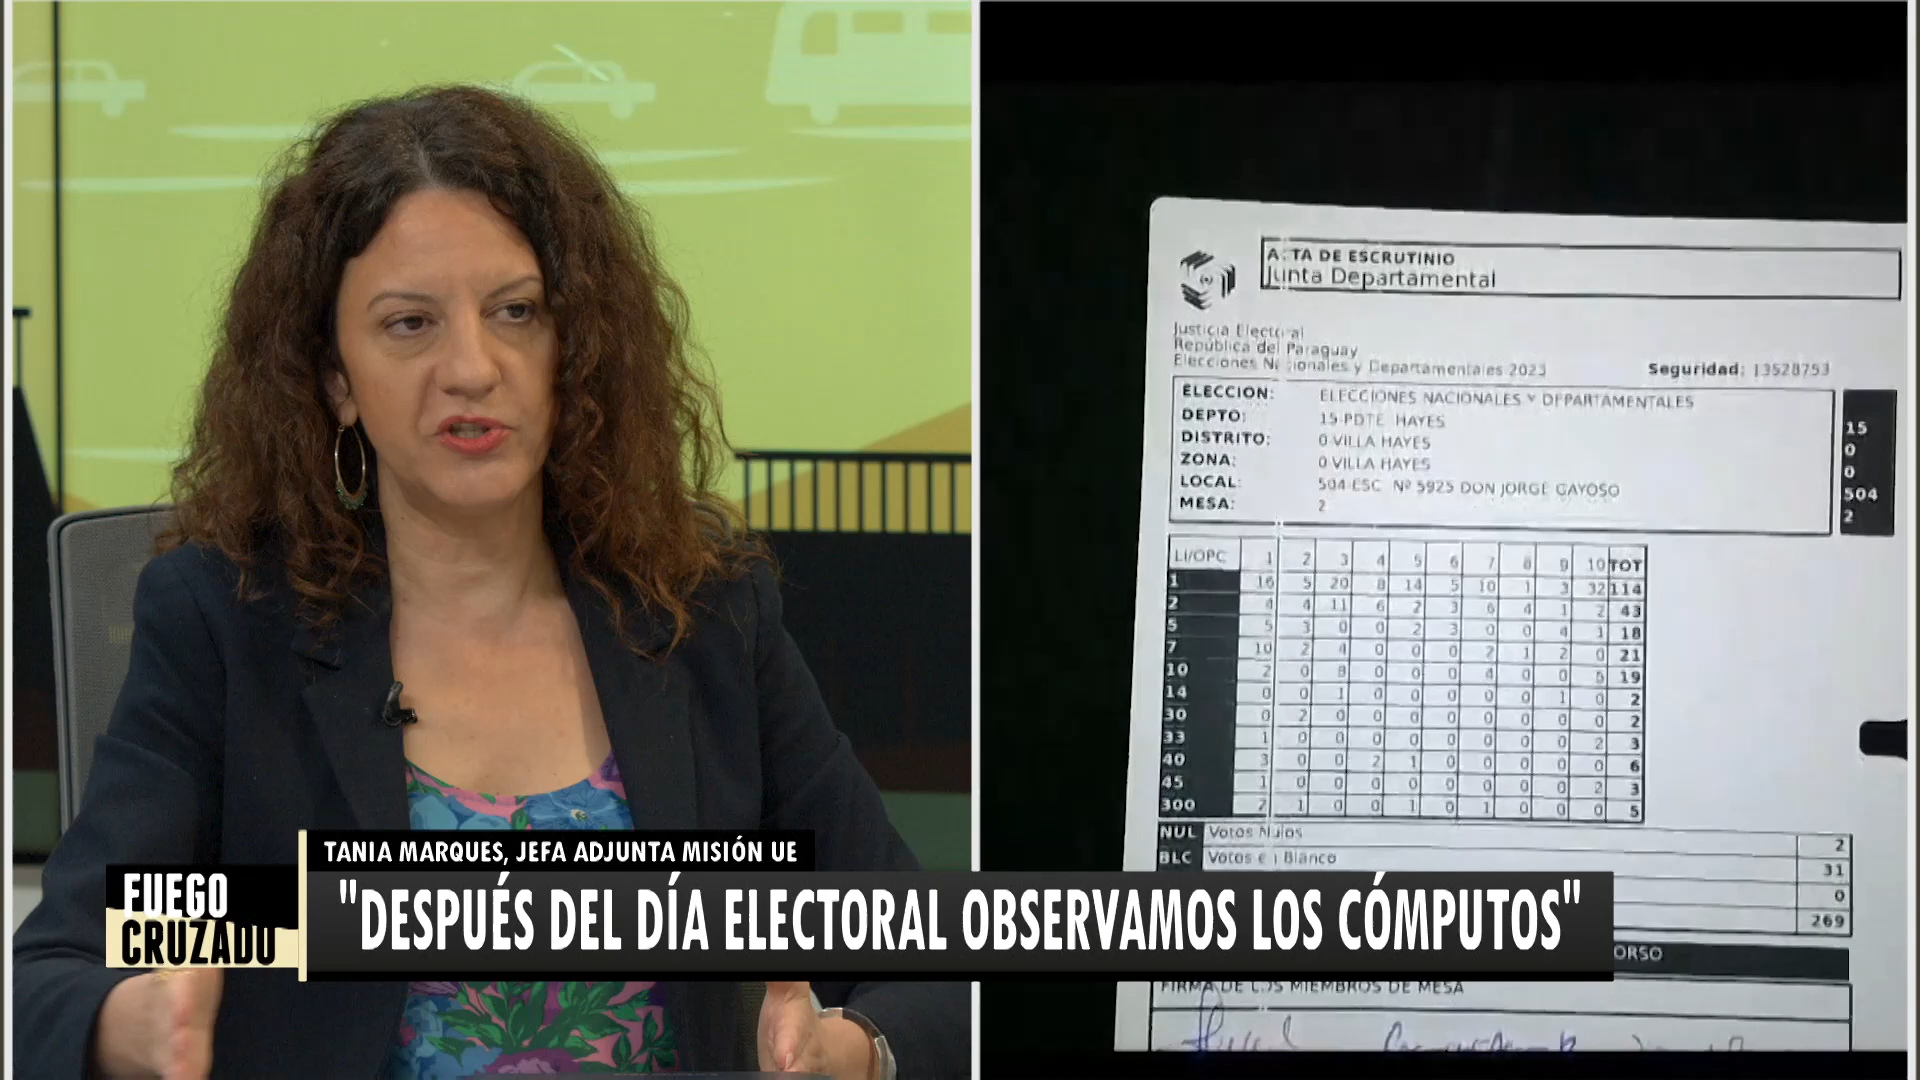 ACTA DE ESCRUTINIO
Junta Departamental
Justicia Electoral
República del Paraguay
Elecciones Nacionales y Departamentales 2023
Seguridad: 13528753
ELECCION: ELECCIONES NACIONALES Y DEPARTAMENTALES
DEPTO: 15 PDTE HAYES 15
DISTRITO: 0 VILLA HAYES 0
ZONA: 0 VILLA HAYES 0
LOCAL: 504 ESC Nº 5925 DON JORGE GAYOSO 504
MESA: 2 2
LI/OPC 1 2 3 4 5 6 7 8 9 10 TOT
1 16 5 20 8 14 5 10 1 3 32 114
2 4 4 11 6 2 3 6 4 1 2 43
5 5 3 0 0 2 3 0 0 4 1 18
7 10 2 4 0 0 0 2 1 2 0 21
10 2 0 8 0 0 0 4 0 0 5 19
14 0 0 1 0 0 0 0 0 1 0 2
30 0 2 0 0 0 0 0 0 0 0 2
33 1 0 0 0 0 0 0 0 0 2 3
40 3 0 0 2 1 0 0 0 0 0 6
45 1 0 0 0 0 0 0 0 0 2 3
300 2 1 0 0 1 0 1 0 0 0 5
NUL Votos Nulos 2
BLC Votos en Blanco 31
0
269
ORSO
FIRMA DE LOS MIEMBROS DE MESA
TANIA MARQUES, JEFA ADJUNTA MISIÓN UE
FUEGO
CRUZADO
"DESPUÉS DEL DÍA ELECTORAL OBSERVAMOS LOS CÓMPUTOS"